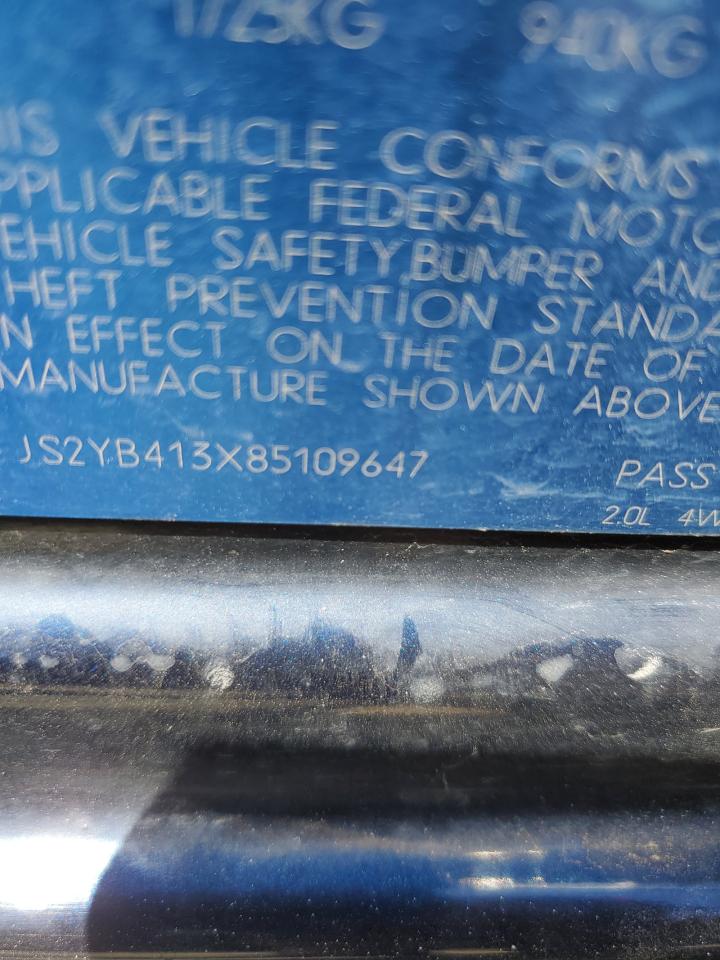 1725KG 940KG
HIS VEHICLE CONFORMS
PPLICABLE FEDERAL MOTO
EHICLE SAFETY,BUMPER AND
HEFT PREVENTION STANDA
N EFFECT ON THE DATE OF
MANUFACTURE SHOWN ABOVE
JS2YB413X85109647 PASS
2.0L 4W